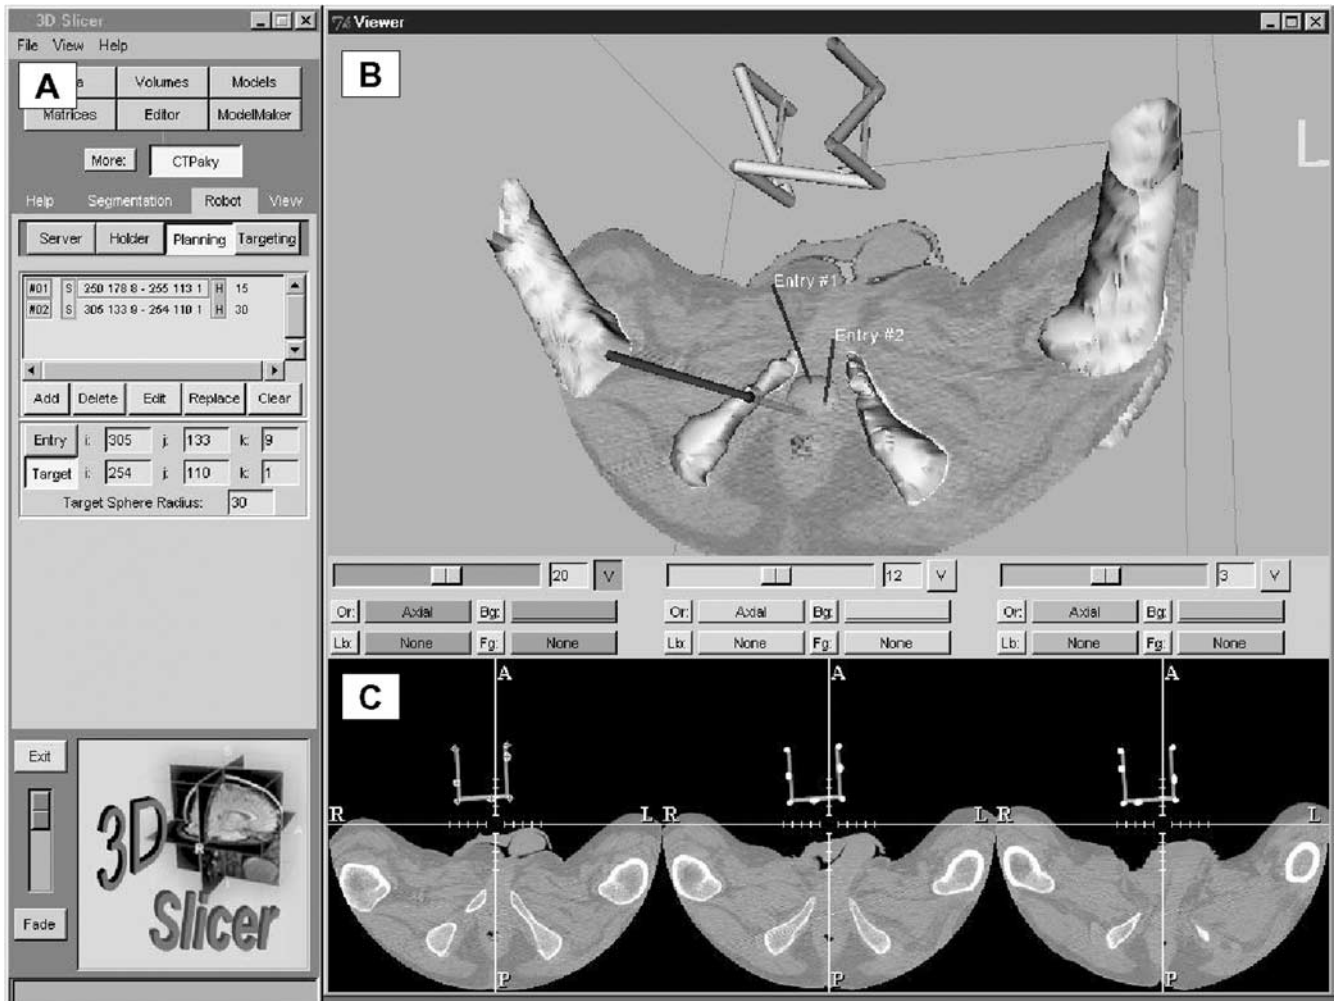 3D Slicer
File View Help
A
a Volumes Models
Matrices Editor ModelMaker
More: CTPaky
Help Segmentation Robot View
Server Holder Planning Targeting
#01 S 250 178 8 - 255 113 1 H 15
#02 S 305 133 9 - 254 110 1 H 30
Add Delete Edit Replace Clear
Entry i: 305 j: 133 k: 9
Target i: 254 j: 110 k: 1
Target Sphere Radius: 30
Exit
Fade
3D
R
Slicer
Viewer
B
L
Entry #1
Entry #2
20 V 12 V 3 V
Or: Axial Bg: Or: Axial Bg: Or: Axial Bg:
Lb: None Fg: None Lb: None Fg: None Lb: None Fg: None
C
A A A
R L R L R L
P P P